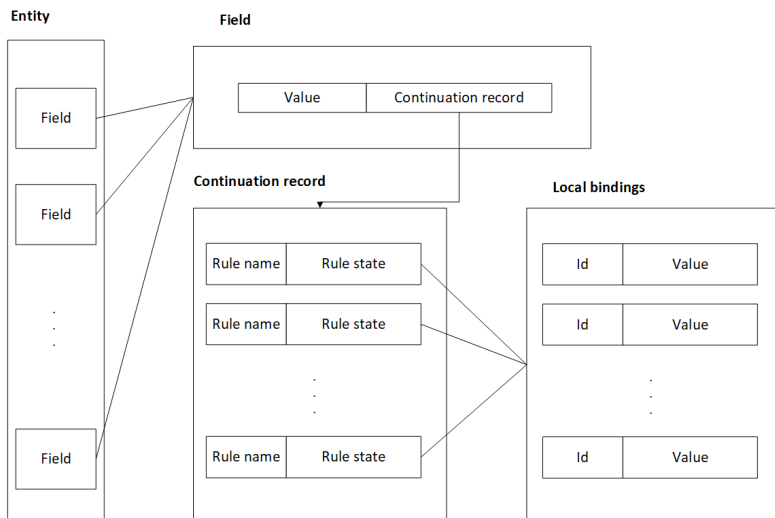 Entity
Field
Field
Field
Field
Value
Continuation record
Continuation record
Rule name
Rule state
Rule name
Rule state
.
.
.
Rule name
Rule state
Local bindings
Id
Value
Id
Value
.
.
.
Id
Value
.
.
.